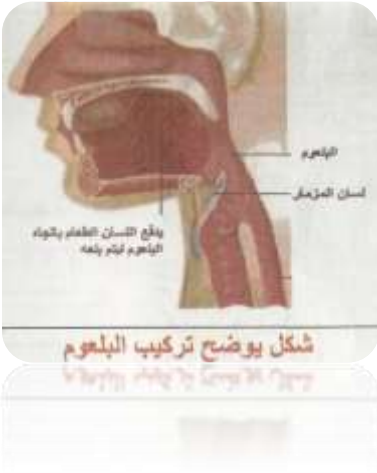 البلعوم
لسان المزمار
يدفع اللسان الطعام باتجاه
البلعوم ليتم بلعه
شكل يوضح تركيب البلعوم